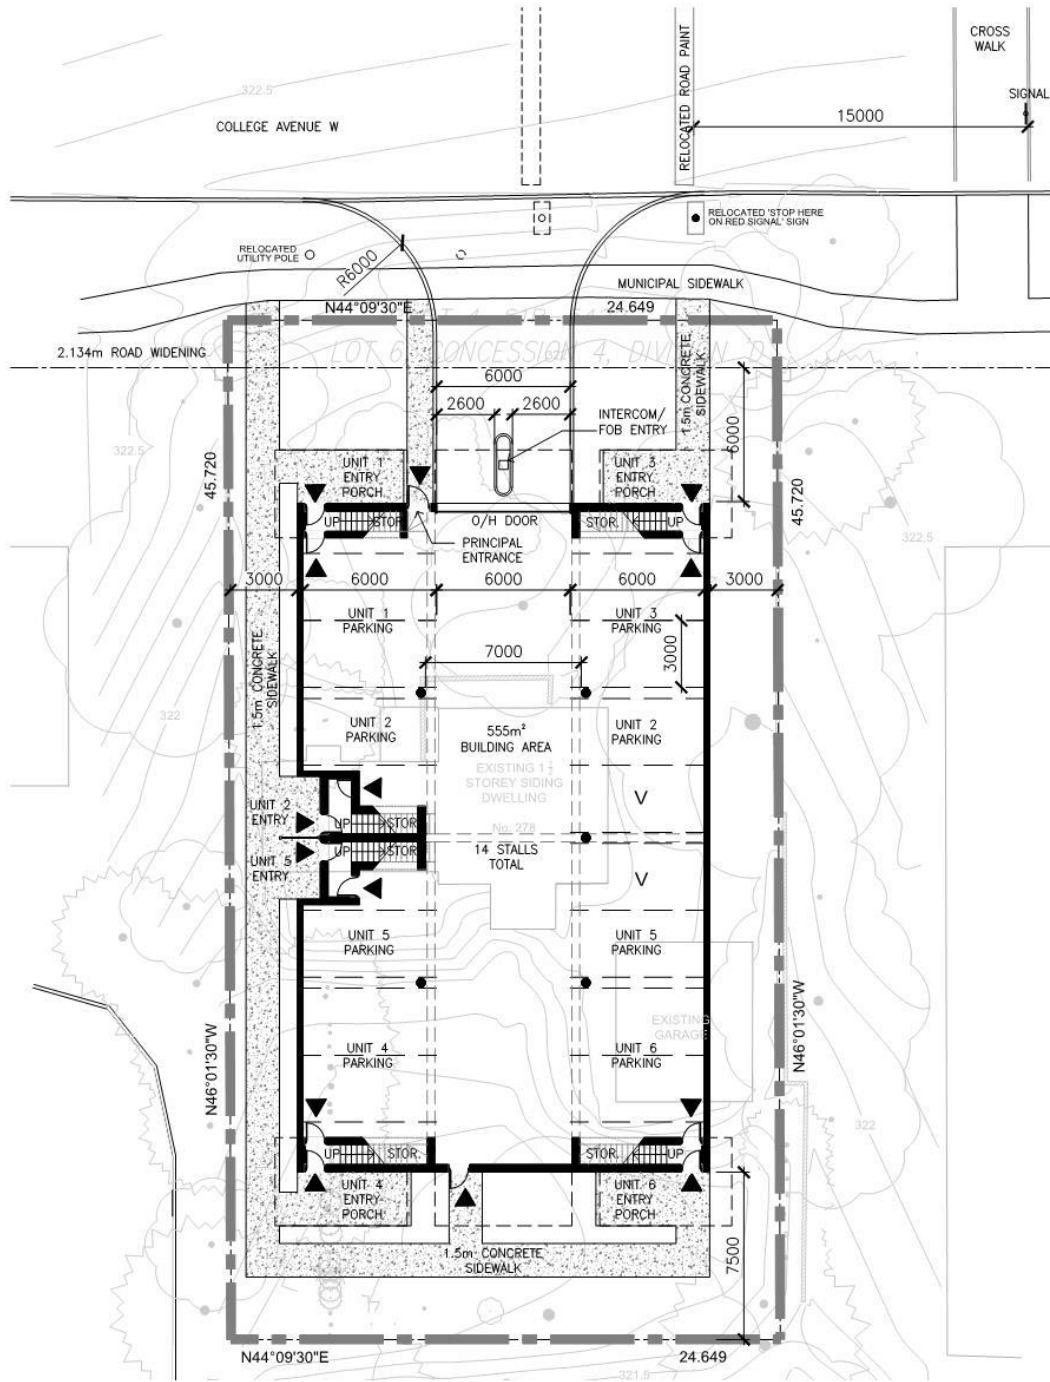 CROSS
WALK
SIGNAL
322.5
COLLEGE AVENUE W
RELOCATED ROAD PAINT
15000
RELOCATED 'STOP HERE
ON RED SIGNAL' SIGN
RELOCATED
UTILITY POLE
R6000
MUNICIPAL SIDEWALK
N44°09'30"E
24.649
2.134m ROAD WIDENING
LOT 6, CONCESSION 4, DIVISION 'D'
6000
2600
2600
INTERCOM/
FOB ENTRY
1.5m CONCRETE
SIDEWALK
6000
322.5
45.720
45.720
UNIT 1
ENTRY
PORCH
UNIT 3
ENTRY
PORCH
UP
STOR.
O/H DOOR
STOR.
UP
PRINCIPAL
ENTRANCE
322.5
3000
6000
6000
6000
3000
UNIT 1
PARKING
UNIT 3
PARKING
7000
3000
1.5m CONCRETE
SIDEWALK
322
UNIT 2
PARKING
555m²
BUILDING AREA
UNIT 2
PARKING
EXISTING 1-
STOREY SIDING
DWELLING
V
UNIT 2
ENTRY
UP
STOR.
No. 278
UNIT 5
ENTRY
UP
STOR.
14 STALLS
TOTAL
V
UNIT 5
PARKING
UNIT 5
PARKING
EXISTING
GARAGE
N46°01'30"W
N46°01'30"W
UNIT 4
PARKING
UNIT 6
PARKING
322
UP
STOR.
STOR.
UP
UNIT 4
ENTRY
PORCH
UNIT 6
ENTRY
PORCH
1.5m CONCRETE
SIDEWALK
7500
N44°09'30"E
24.649
321.5